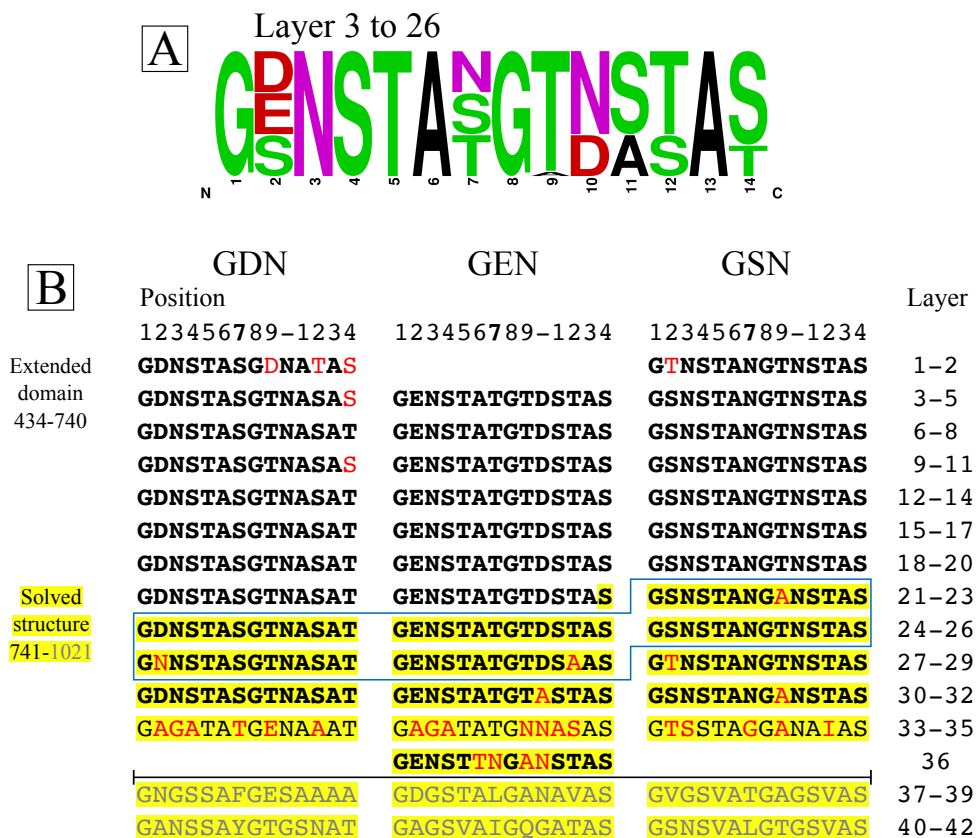 A
Layer 3 to 26
GDNSTANGTNSSAS
ESDATST
ST
N 1 2 3 4 5 6 7 8 9 10 11 12 13 14 C
B
GDN GEN GSN
Position Layer
123456789–1234 123456789–1234 123456789–1234
GDNSTASGDNATAS GTNSTANGTNSTAS 1–2
Extended
domain
434-740
GDNSTASGTNASAS GENSTATGTDSTAS GSNSTANGTNSTAS 3–5
GDNSTASGTNASAT GENSTATGTDSTAS GSNSTANGTNSTAS 6–8
GDNSTASGTNASAS GENSTATGTDSTAS GSNSTANGTNSTAS 9–11
GDNSTASGTNASAT GENSTATGTDSTAS GSNSTANGTNSTAS 12–14
GDNSTASGTNASAT GENSTATGTDSTAS GSNSTANGTNSTAS 15–17
GDNSTASGTNASAT GENSTATGTDSTAS GSNSTANGTNSTAS 18–20
GDNSTASGTNASAT GENSTATGTDSTAS GSNSTANGANSTAS 21–23
Solved
structure
741-1021
GDNSTASGTNASAT GENSTATGTDSTAS GSNSTANGTNSTAS 24–26
GNNSTASGTNASAT GENSTATGTDSAAS GTNSTANGTNSTAS 27–29
GDNSTASGTNASAT GENSTATGTASTAS GSNSTANGANSTAS 30–32
GAGATATGENAAAT GAGATATGNNASAS GTSSTAGGANAIAS 33–35
GENSTTNGANSTAS 36
GNGSSAFGESAAAA GDGSTALGANAVAS GVGSVATGAGSVAS 37–39
GANSSAYGTGSNAT GAGSVAIGQGATAS GSNSVALGTGSVAS 40–42